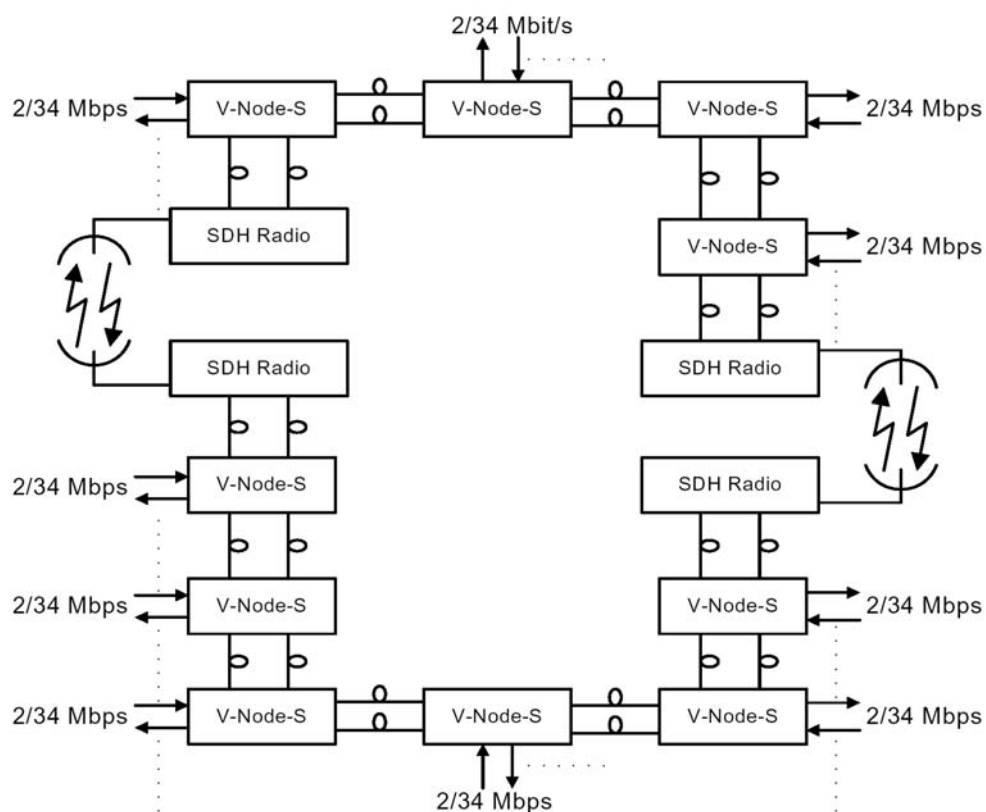 2/34 Mbit/s
2/34 Mbps
V-Node-S
V-Node-S
V-Node-S
2/34 Mbps
SDH Radio
V-Node-S
2/34 Mbps
SDH Radio
SDH Radio
2/34 Mbps
V-Node-S
SDH Radio
2/34 Mbps
V-Node-S
V-Node-S
2/34 Mbps
2/34 Mbps
V-Node-S
V-Node-S
V-Node-S
2/34 Mbps
2/34 Mbps